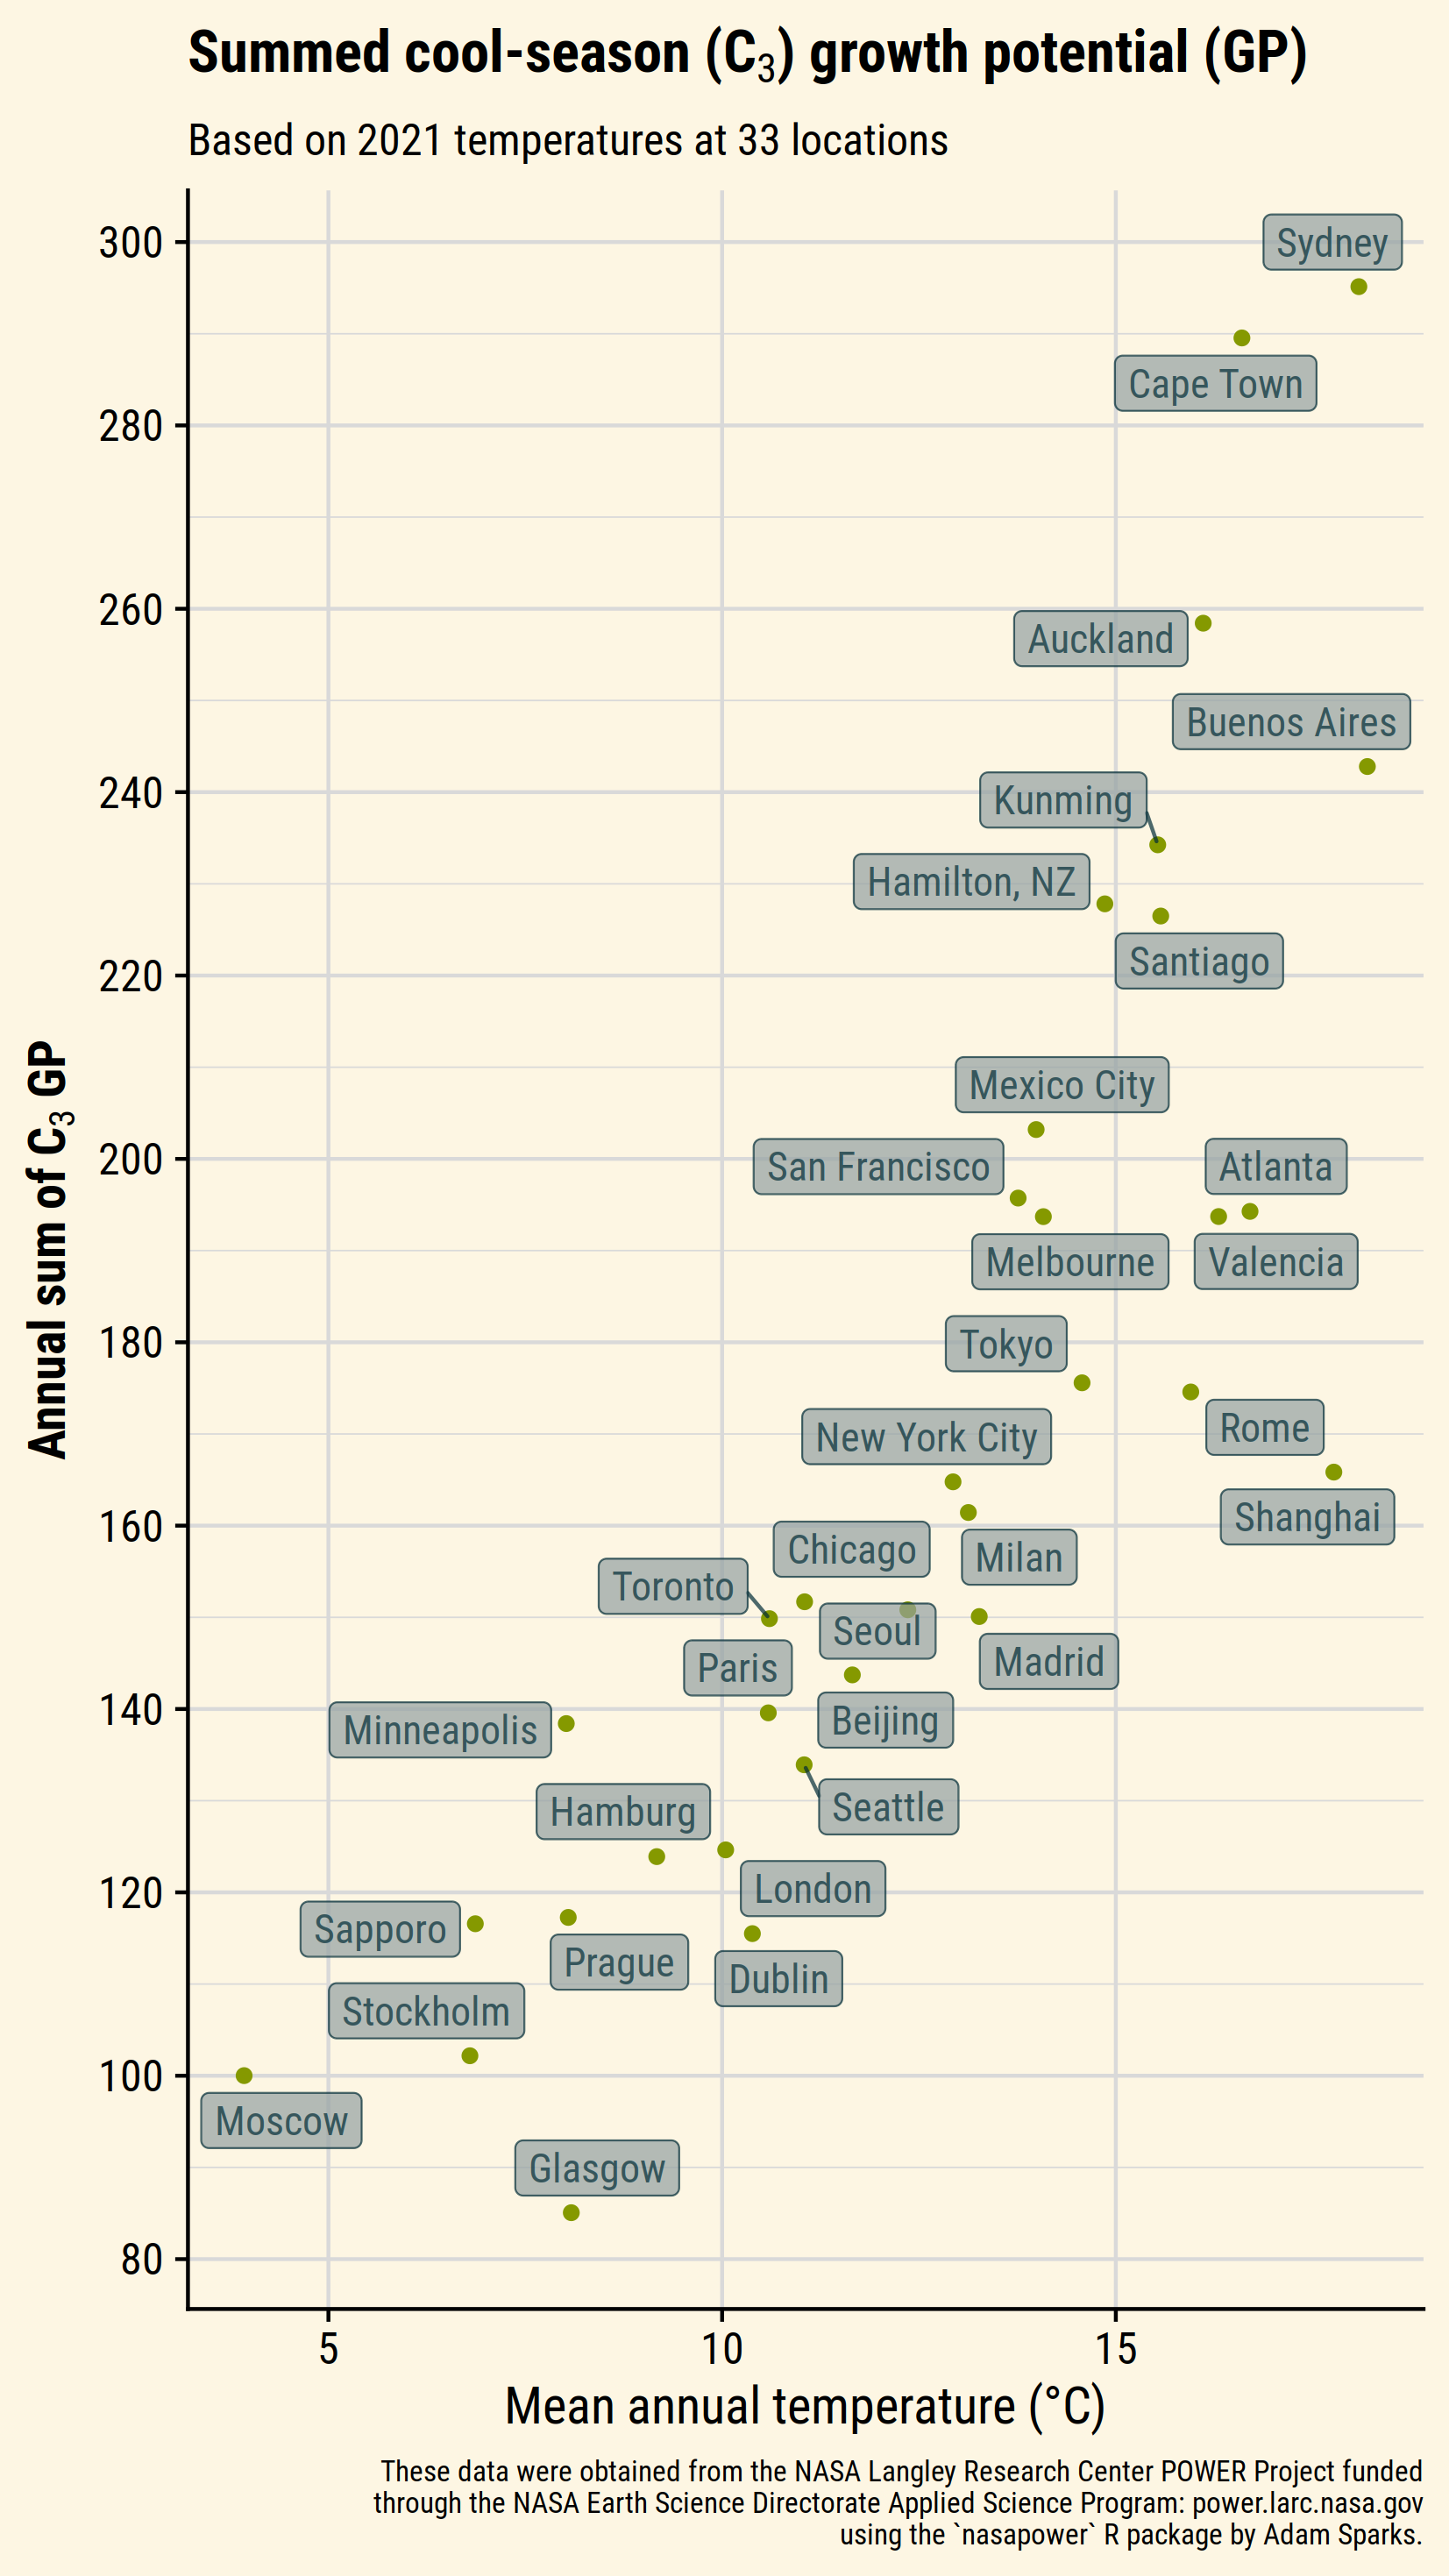 Summed cool-season (C₃) growth potential (GP)
Based on 2021 temperatures at 33 locations
Annual sum of C₃ GP
300
280
260
240
220
200
180
160
140
120
100
80
Sydney
Cape Town
Auckland
Buenos Aires
Kunming
Hamilton, NZ
Santiago
Mexico City
San Francisco
Atlanta
Melbourne
Valencia
Tokyo
Rome
New York City
Shanghai
Chicago
Milan
Toronto
Seoul
Paris
Madrid
Minneapolis
Beijing
Hamburg
Seattle
London
Sapporo
Prague
Dublin
Stockholm
Moscow
Glasgow
5
10
15
Mean annual temperature (°C)
These data were obtained from the NASA Langley Research Center POWER Project funded
through the NASA Earth Science Directorate Applied Science Program: power.larc.nasa.gov
using the `nasapower` R package by Adam Sparks.